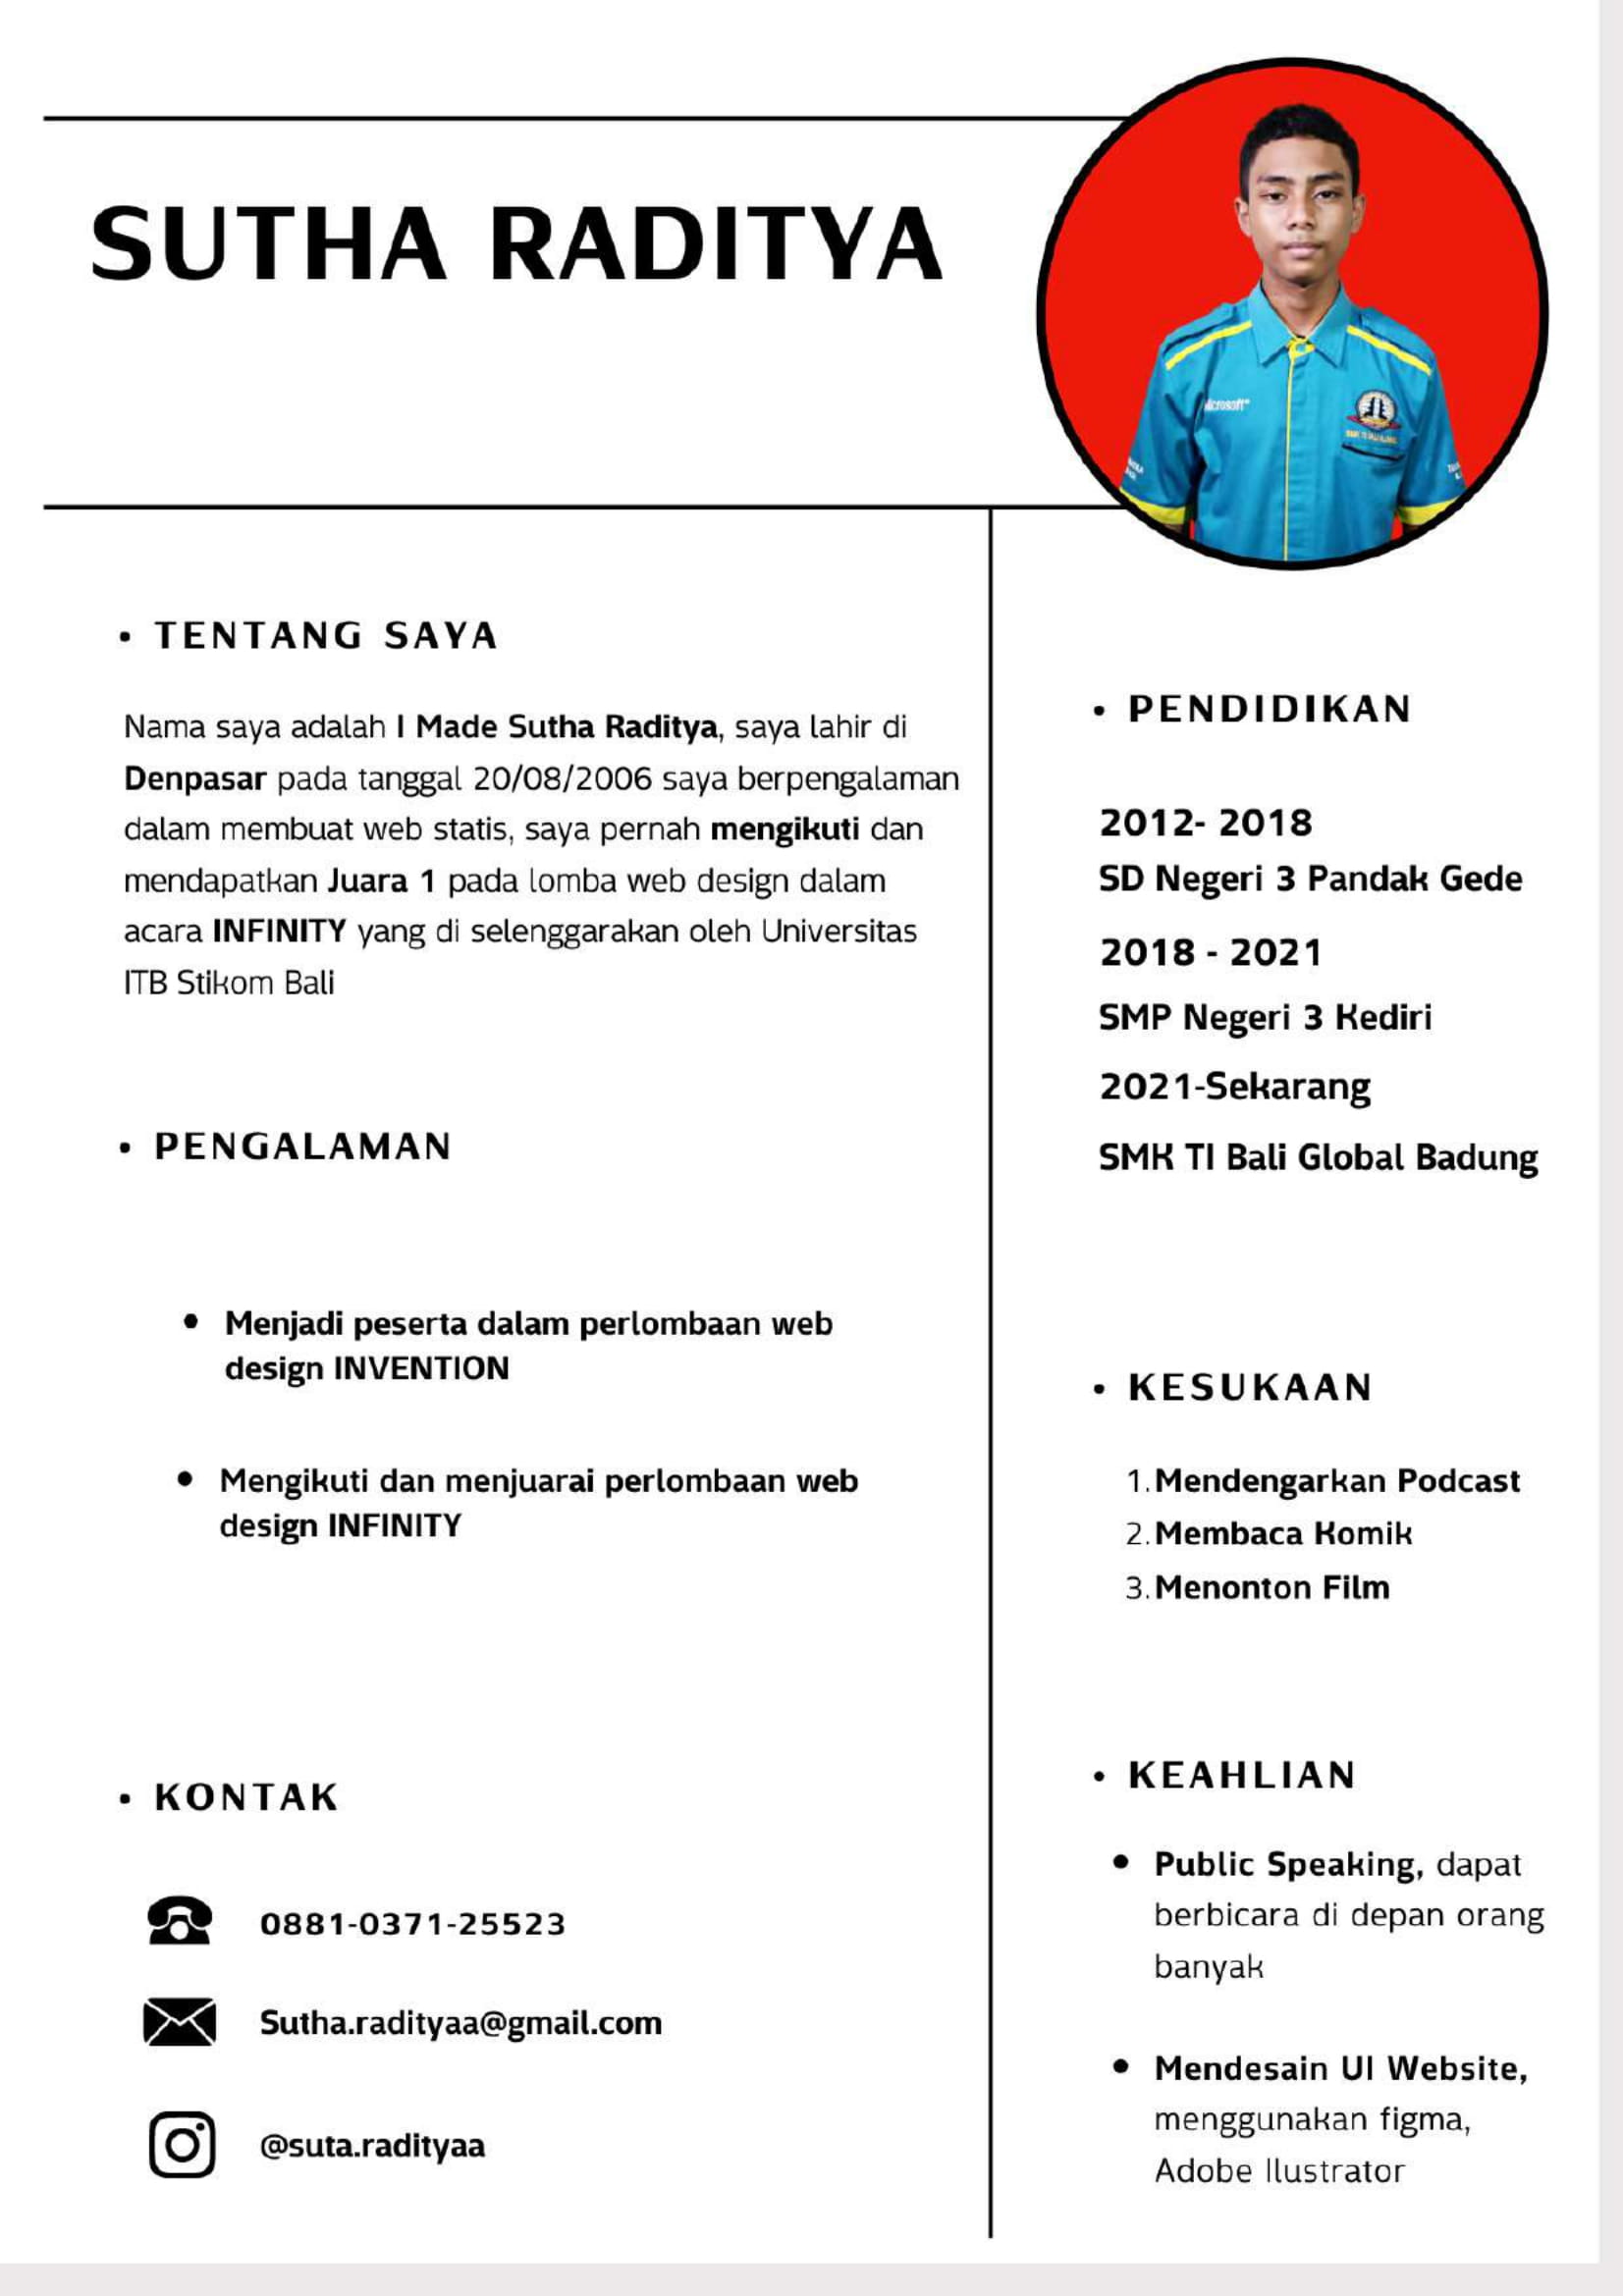 SUTHA RADITYA
Microsoft
• TENTANG SAYA
Nama saya adalah I Made Sutha Raditya, saya lahir di
Denpasar pada tanggal 20/08/2006 saya berpengalaman
dalam membuat web statis, saya pernah mengikuti dan
mendapatkan Juara 1 pada lomba web design dalam
acara INFINITY yang di selenggarakan oleh Universitas
ITB Stikom Bali
• PENGALAMAN
• Menjadi peserta dalam perlombaan web
design INVENTION
• Mengikuti dan menjuarai perlombaan web
design INFINITY
• KONTAK
0881-0371-25523
Sutha.radityaa@gmail.com
@suta.radityaa
• PENDIDIKAN
2012- 2018
SD Negeri 3 Pandak Gede
2018 - 2021
SMP Negeri 3 Kediri
2021-Sekarang
SMK TI Bali Global Badung
• KESUKAAN
1. Mendengarkan Podcast
2. Membaca Komik
3. Menonton Film
• KEAHLIAN
• Public Speaking, dapat
berbicara di depan orang
banyak
• Mendesain UI Website,
menggunakan figma,
Adobe Ilustrator